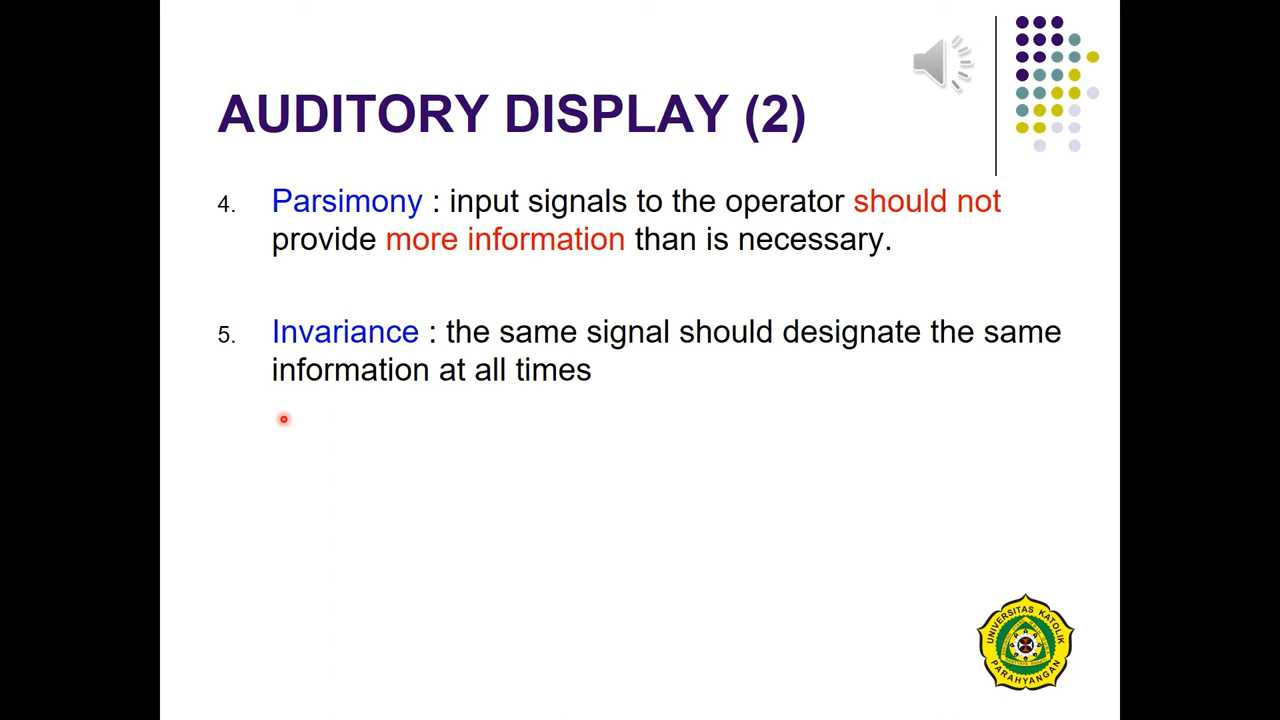 AUDITORY DISPLAY (2)
4. Parsimony : input signals to the operator should not
provide more information than is necessary.
5. Invariance : the same signal should designate the same
information at all times
UNIVERSITAS KATOLIK
PARAHYANGAN